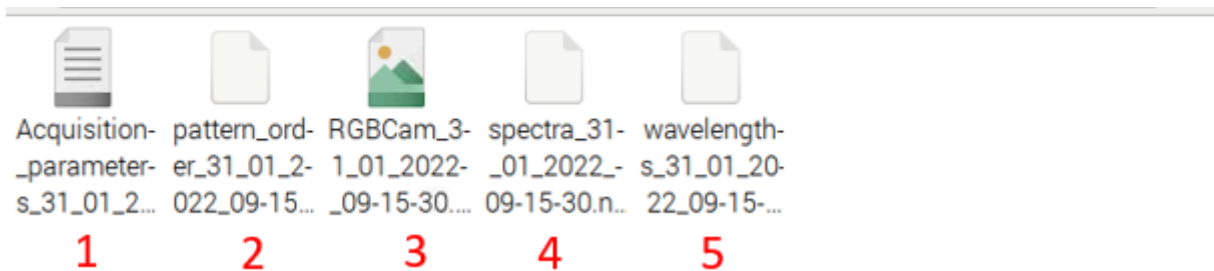 Acquisition-
_parameter-
s_31_01_2...
pattern_ord-
er_31_01_2-
022_09-15...
RGBCam_3-
1_01_2022-
_09-15-30....
spectra_31-
_01_2022_-
09-15-30.n...
wavelength-
s_31_01_20-
22_09-15-...
1 2 3 4 5